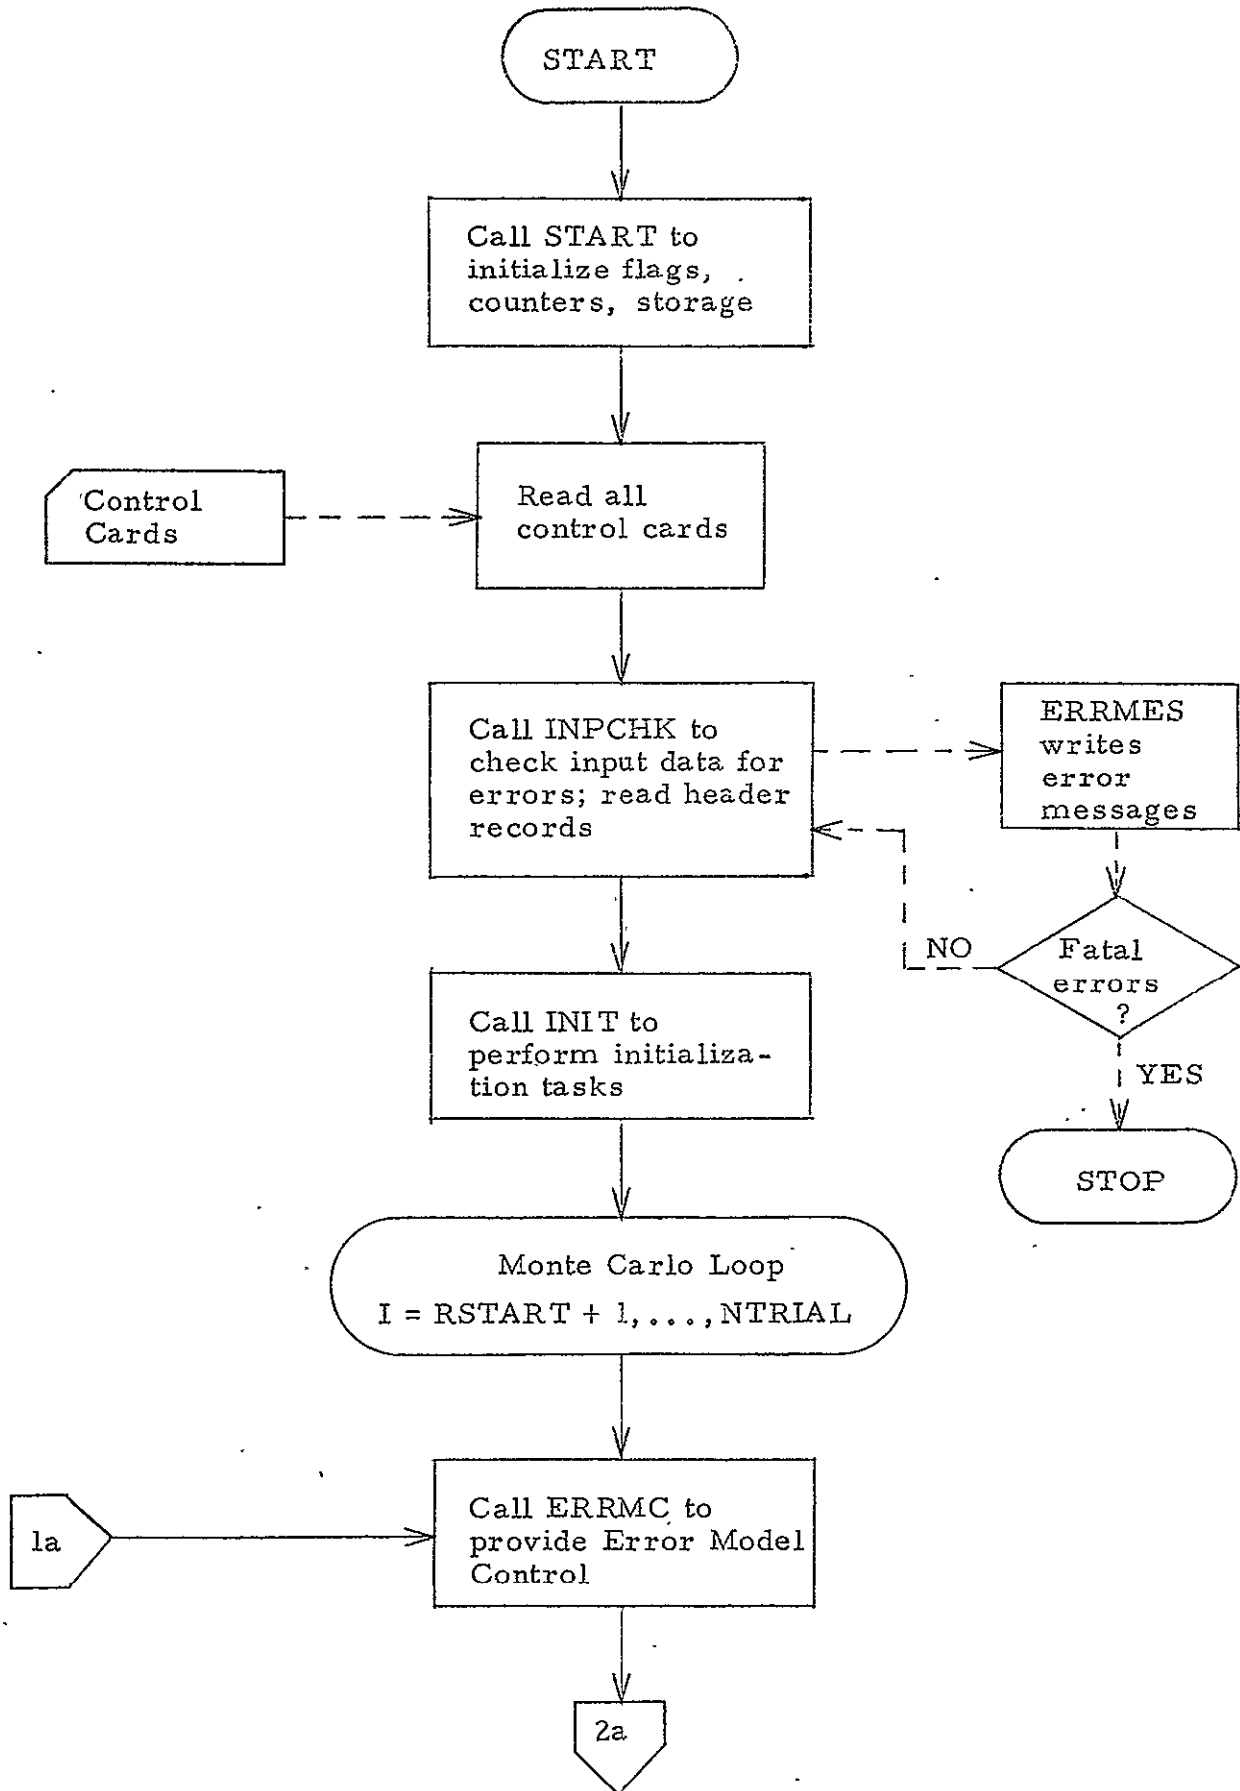 START
Call START to
initialize flags,
counters, storage
Control
Cards
Read all
control cards
Call INPCHK to
check input data for
errors; read header
records
ERRMES
writes
error
messages
NO
Fatal
errors
?
YES
STOP
Call INIT to
perform initializa-
tion tasks
Monte Carlo Loop
I = RSTART + 1,...,NTRIAL
1a
Call ERRMC to
provide Error Model
Control
2a